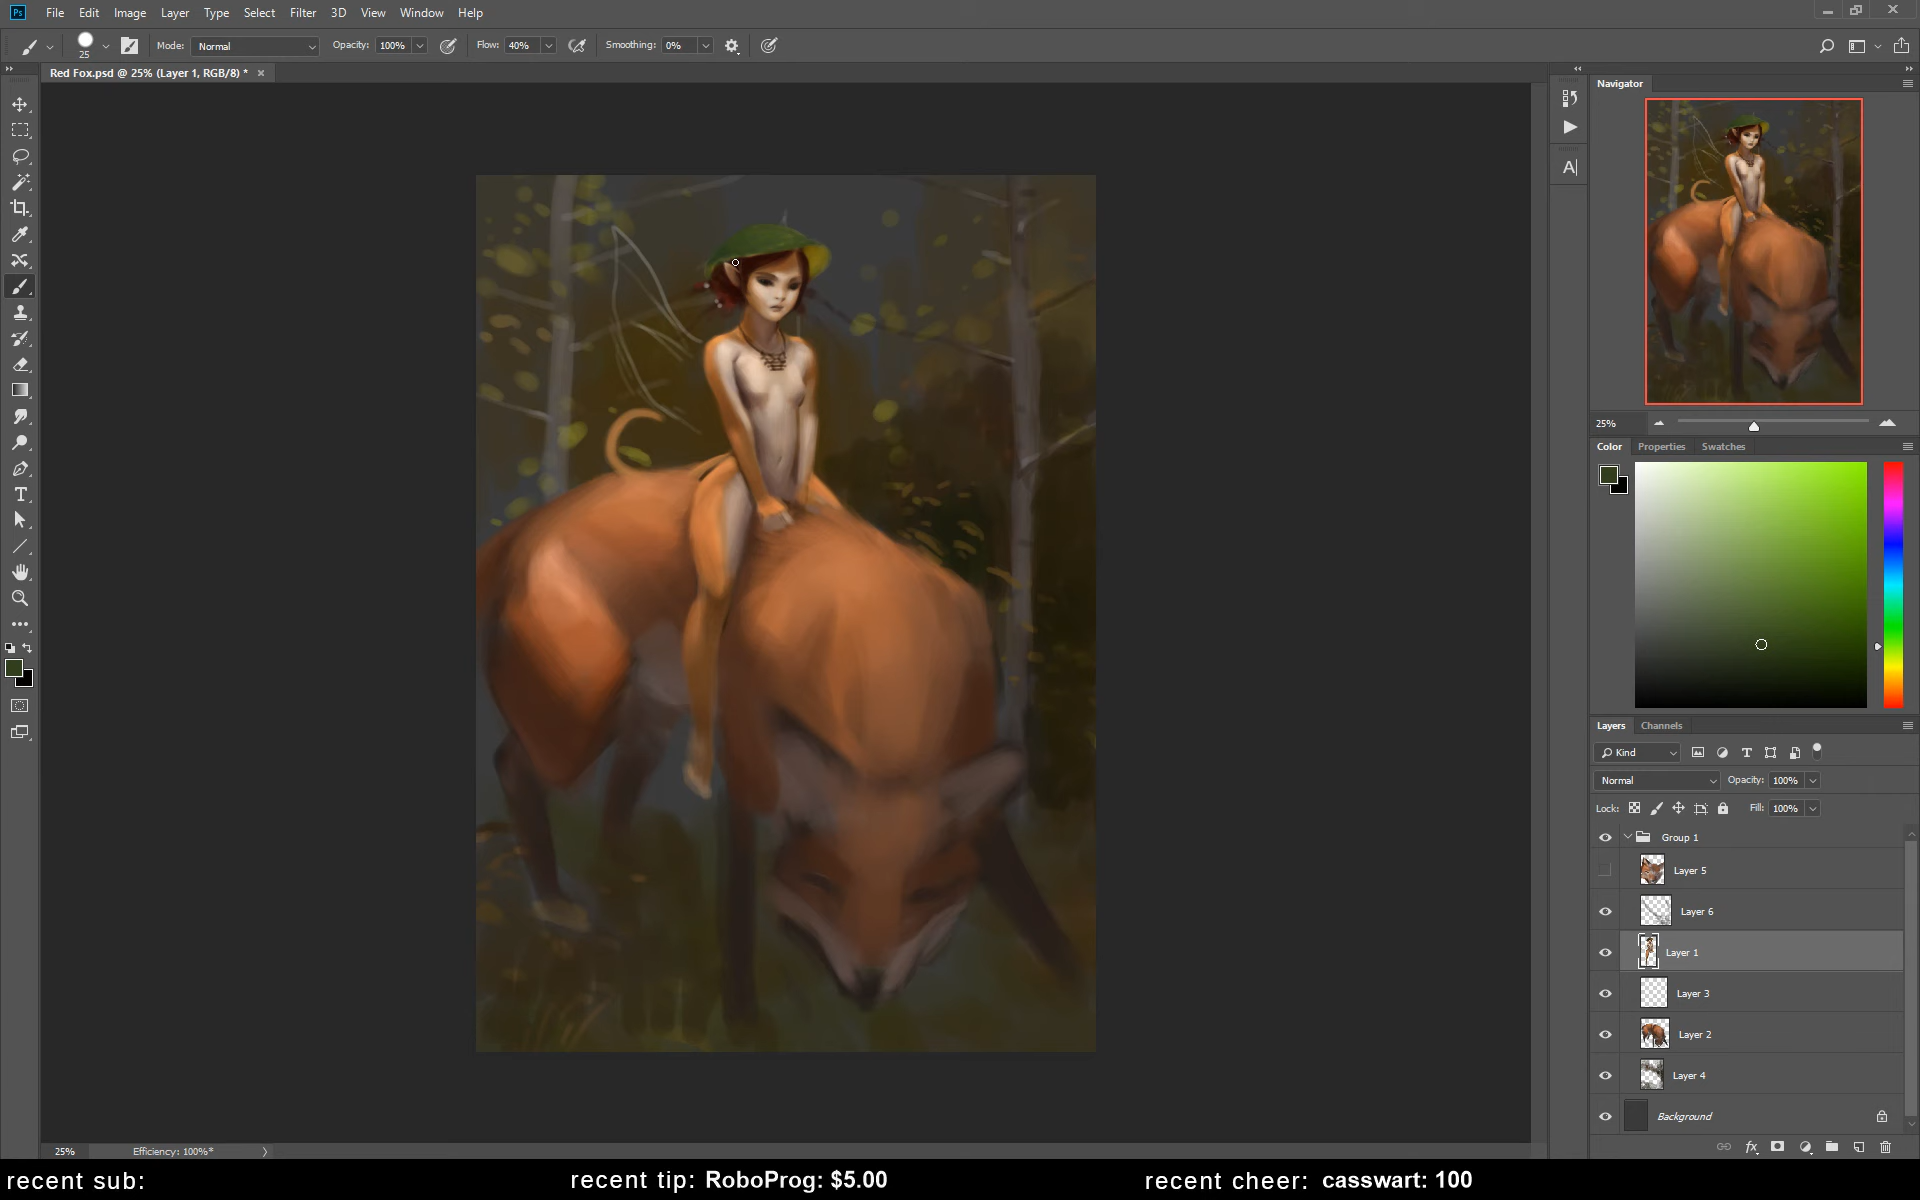 Ps File Edit Image Layer Type Select Filter 3D View Window Help
25 Mode: Normal Opacity: 100% Flow: 40% Smoothing: 0%
Red Fox.psd @ 25% (Layer 1, RGB/8) *
Navigator
25%
Color Properties Swatches
Layers Channels
Kind
Normal Opacity: 100%
Lock: Fill: 100%
Group 1
Layer 5
Layer 6
Layer 1
Layer 3
Layer 2
Layer 4
Background
25% Efficiency: 100%*
recent sub: recent tip: RoboProg: $5.00 recent cheer: casswart: 100